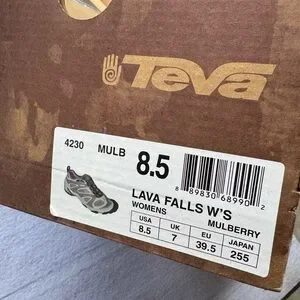 Teva
4230 MULB 8.5
8 89830 68990 2
LAVA FALLS W'S
WOMENS MULBERRY
USA UK EU JAPAN
8.5 7 39.5 255